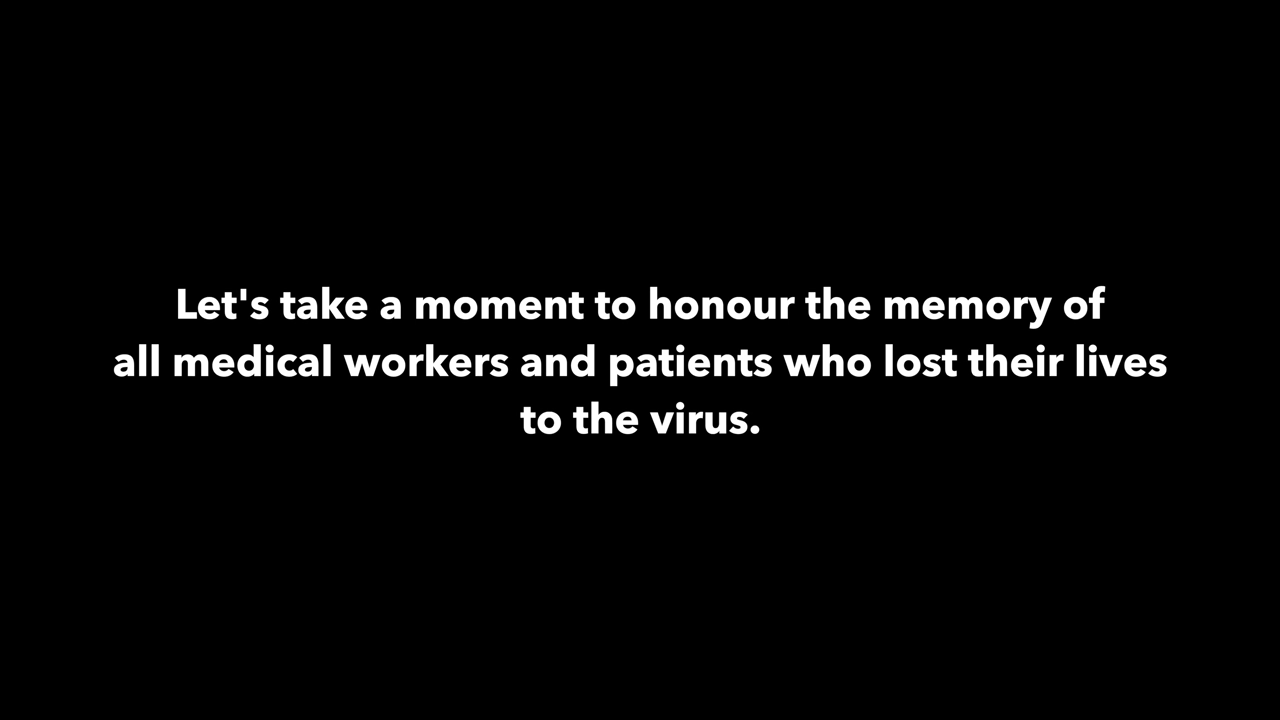 Let's take a moment to honour the memory of
all medical workers and patients who lost their lives
to the virus.